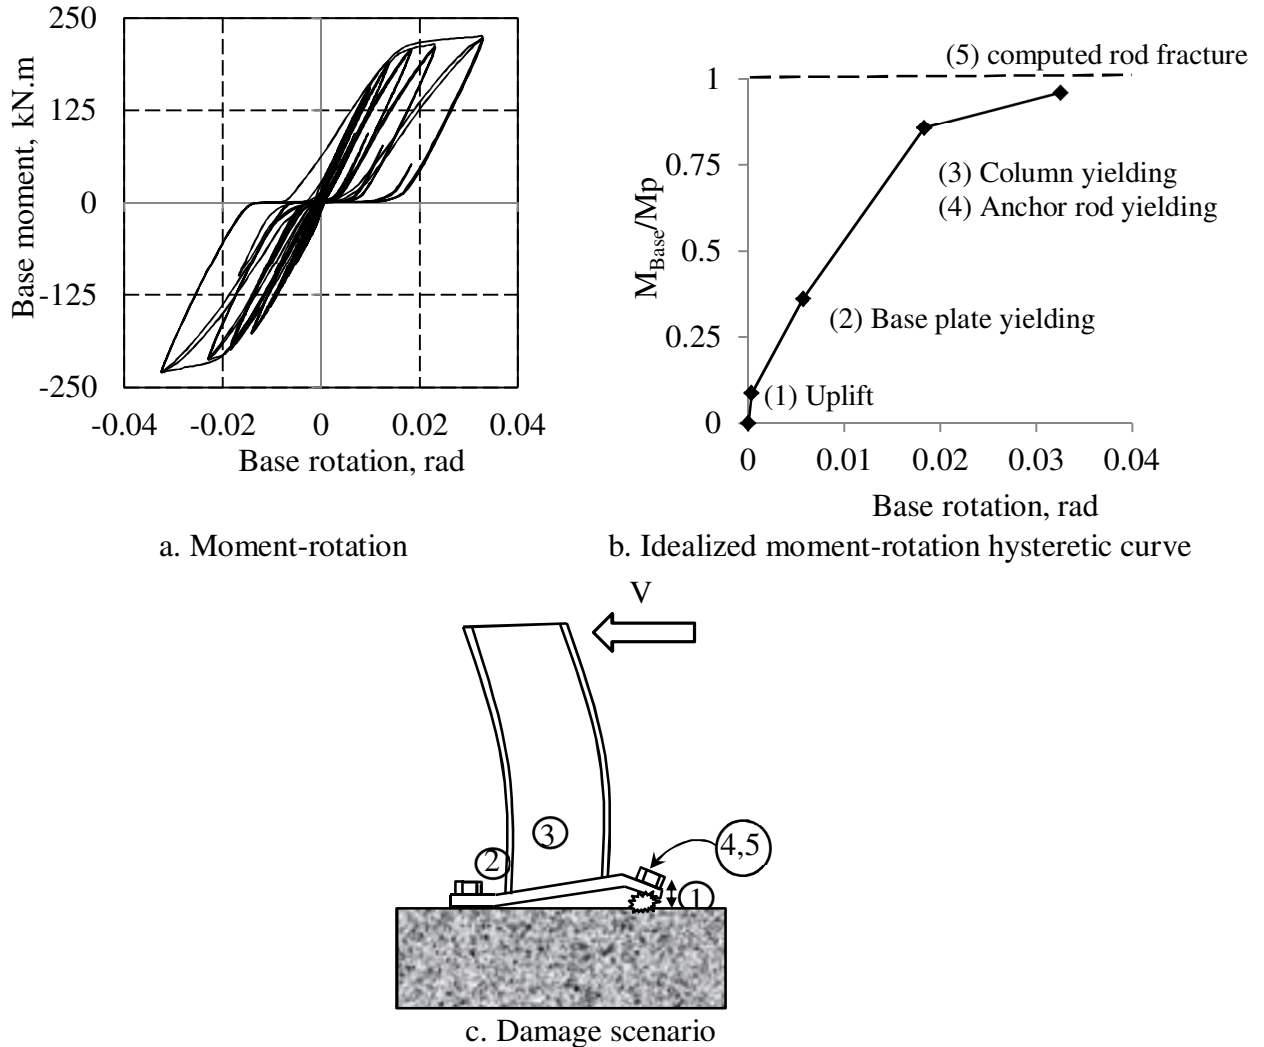 250
125
0
-125
-250
Base moment, kN.m
-0.04 -0.02 0 0.02 0.04
Base rotation, rad
a. Moment-rotation
(5) computed rod fracture
1
0.75
0.5
0.25
0
M_Base/Mp
(3) Column yielding
(4) Anchor rod yielding
(2) Base plate yielding
(1) Uplift
0 0.01 0.02 0.03 0.04
Base rotation, rad
b. Idealized moment-rotation hysteretic curve
V
3
2
4,5
1
c. Damage scenario